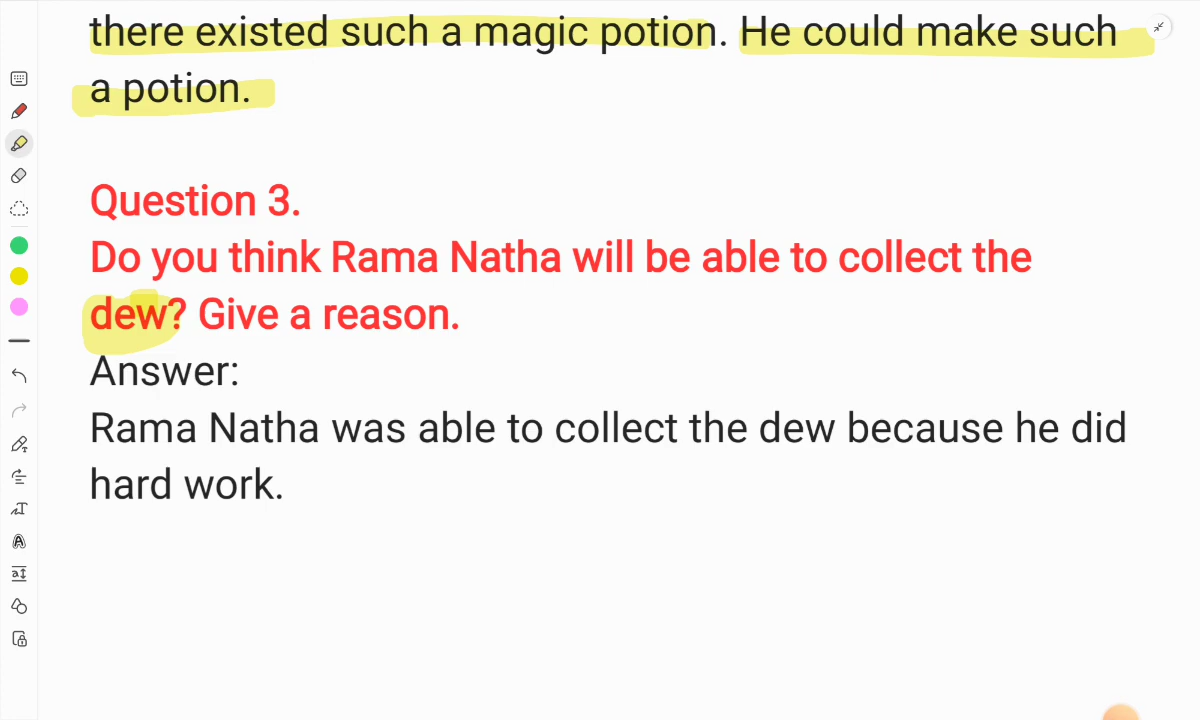 there existed such a magic potion. He could make such
a potion.
Question 3.
Do you think Rama Natha will be able to collect the
dew? Give a reason.
Answer:
Rama Natha was able to collect the dew because he did
hard work.